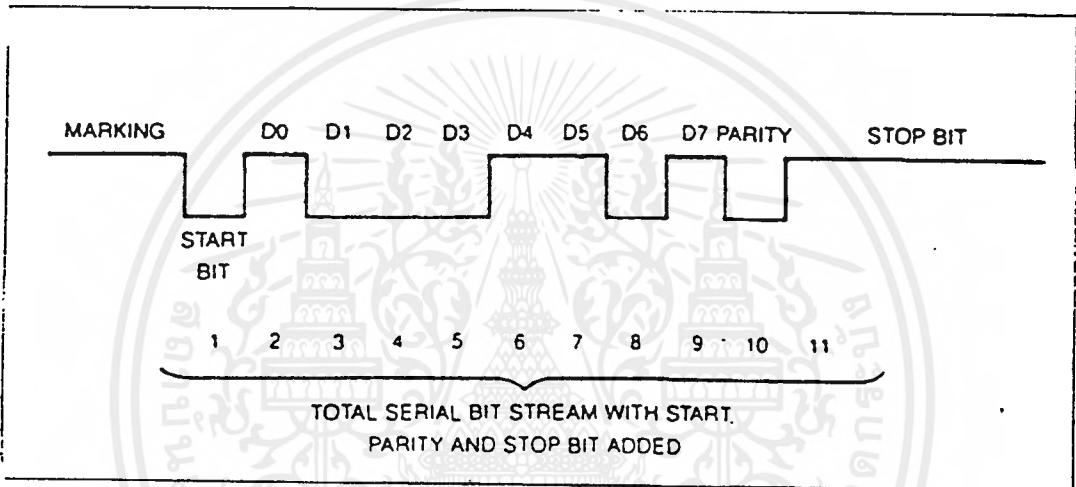 MARKING D0 D1 D2 D3 D4 D5 D6 D7 PARITY STOP BIT
START
BIT
1 2 3 4 5 6 7 8 9 10 11
TOTAL SERIAL BIT STREAM WITH START.
PARITY AND STOP BIT ADDED